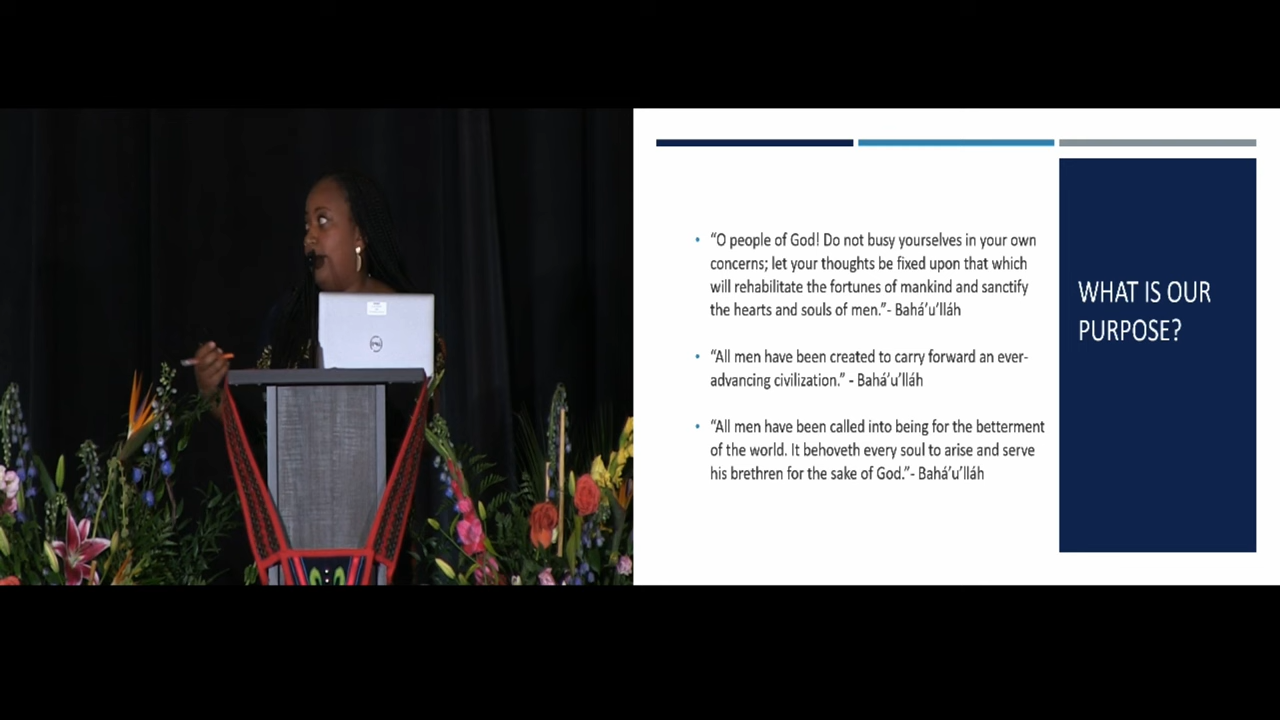 “O people of God! Do not busy yourselves in your own
concerns; let your thoughts be fixed upon that which
will rehabilitate the fortunes of mankind and sanctify
the hearts and souls of men.”- Bahá’u’lláh
“All men have been created to carry forward an ever-
advancing civilization.” - Bahá’u’lláh
“All men have been called into being for the betterment
of the world. It behoveth every soul to arise and serve
his brethren for the sake of God.”- Bahá’u’lláh
WHAT IS OUR
PURPOSE?
DELL